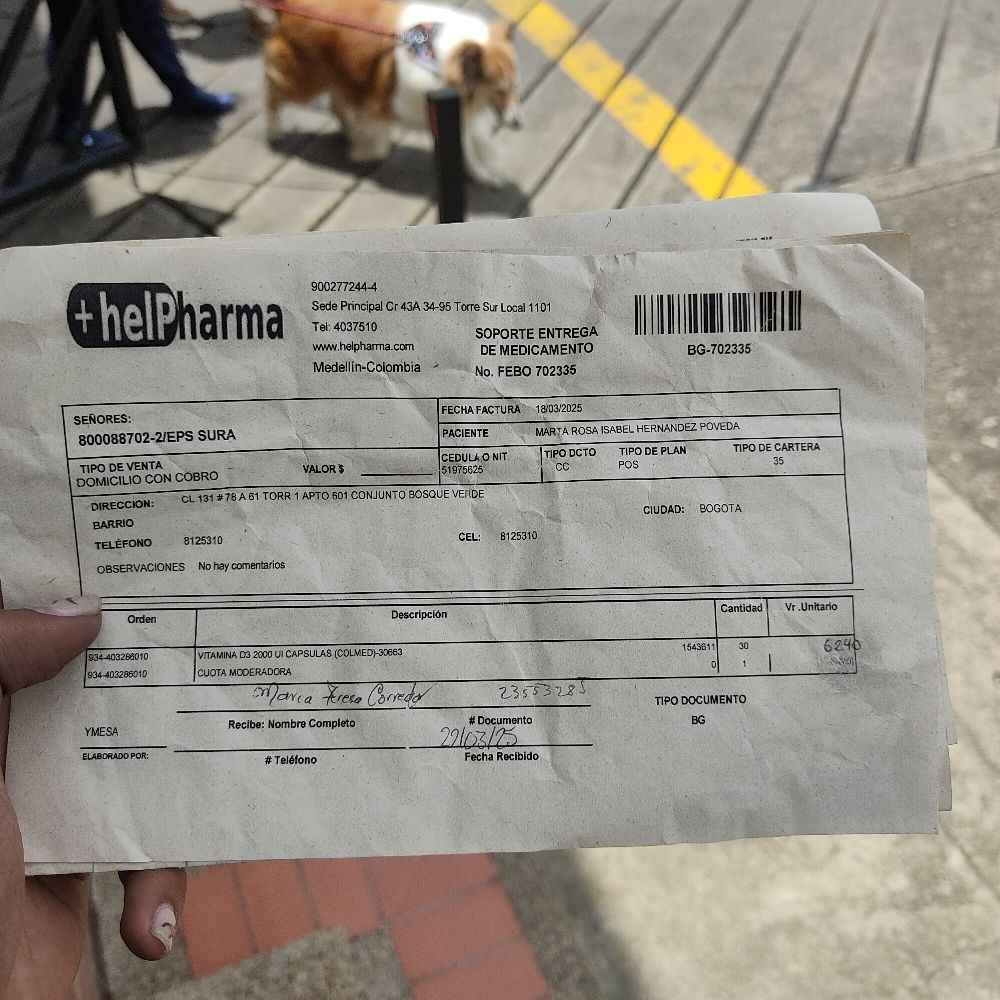 +helPharma
900277244-4
Sede Principal Cr 43A 34-95 Torre Sur Local 1101
Tel: 4037510
www.helpharma.com
Medellín-Colombia
SOPORTE ENTREGA
DE MEDICAMENTO
No. FEBO 702335
BG-702335
SEÑORES:
800088702-2/EPS SURA
FECHA FACTURA 18/03/2025
PACIENTE MARTA ROSA ISABEL HERNANDEZ POVEDA
TIPO DE VENTA
DOMICILIO CON COBRO
VALOR $
CEDULA O NIT
51975625
TIPO DCTO
CC
TIPO DE PLAN
POS
TIPO DE CARTERA
35
DIRECCION: CL 131 # 78 A 61 TORR 1 APTO 601 CONJUNTO BOSQUE VERDE
BARRIO
CIUDAD: BOGOTA
TELÉFONO 8125310
CEL: 8125310
OBSERVACIONES No hay comentarios
Orden Descripción Cantidad Vr .Unitario
934-403286010 VITAMINA D3 2000 UI CAPSULAS (COLMED)-30663 1543611 30 6240
934-403286010 CUOTA MODERADORA 0 1
Maria Teresa Corredor 23553285
Recibe: Nombre Completo # Documento
TIPO DOCUMENTO
BG
YMESA
22/03/25
ELABORADO POR: # Teléfono Fecha Recibido